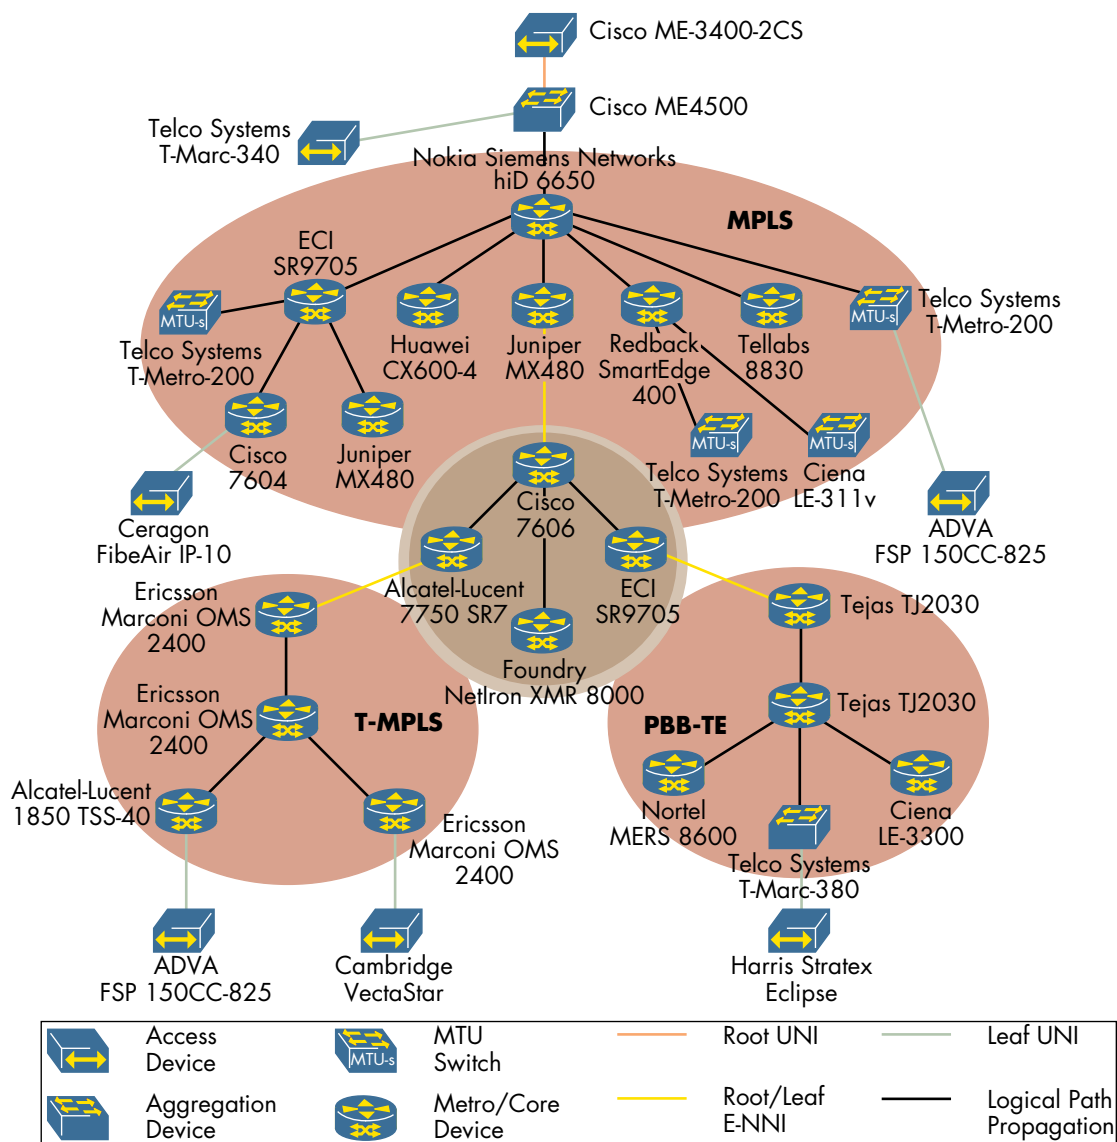 Cisco ME-3400-2CS
Cisco ME4500
Telco Systems
T-Marc-340
Nokia Siemens Networks
hiD 6650
MPLS
ECI
SR9705
MTU-s
Telco Systems
T-Metro-200
Huawei
CX600-4
Juniper
MX480
Redback
SmartEdge
400
Tellabs
8830
MTU-s
Telco Systems
T-Metro-200
Cisco
7604
Juniper
MX480
MTU-s
Telco Systems
T-Metro-200
MTU-s
Ciena
LE-311v
Ceragon
FibeAir IP-10
ADVA
FSP 150CC-825
Cisco
7606
Alcatel-Lucent
7750 SR7
ECI
SR9705
Foundry
NetIron XMR 8000
Ericsson
Marconi OMS
2400
Ericsson
Marconi OMS
2400
T-MPLS
Alcatel-Lucent
1850 TSS-40
Ericsson
Marconi OMS
2400
ADVA
FSP 150CC-825
Cambridge
VectaStar
Tejas TJ2030
Tejas TJ2030
PBB-TE
Nortel
MERS 8600
Telco Systems
T-Marc-380
Ciena
LE-3300
Harris Stratex
Eclipse
Access
Device
MTU-s
MTU
Switch
Root UNI
Leaf UNI
Aggregation
Device
Metro/Core
Device
Root/Leaf
E-NNI
Logical Path
Propagation